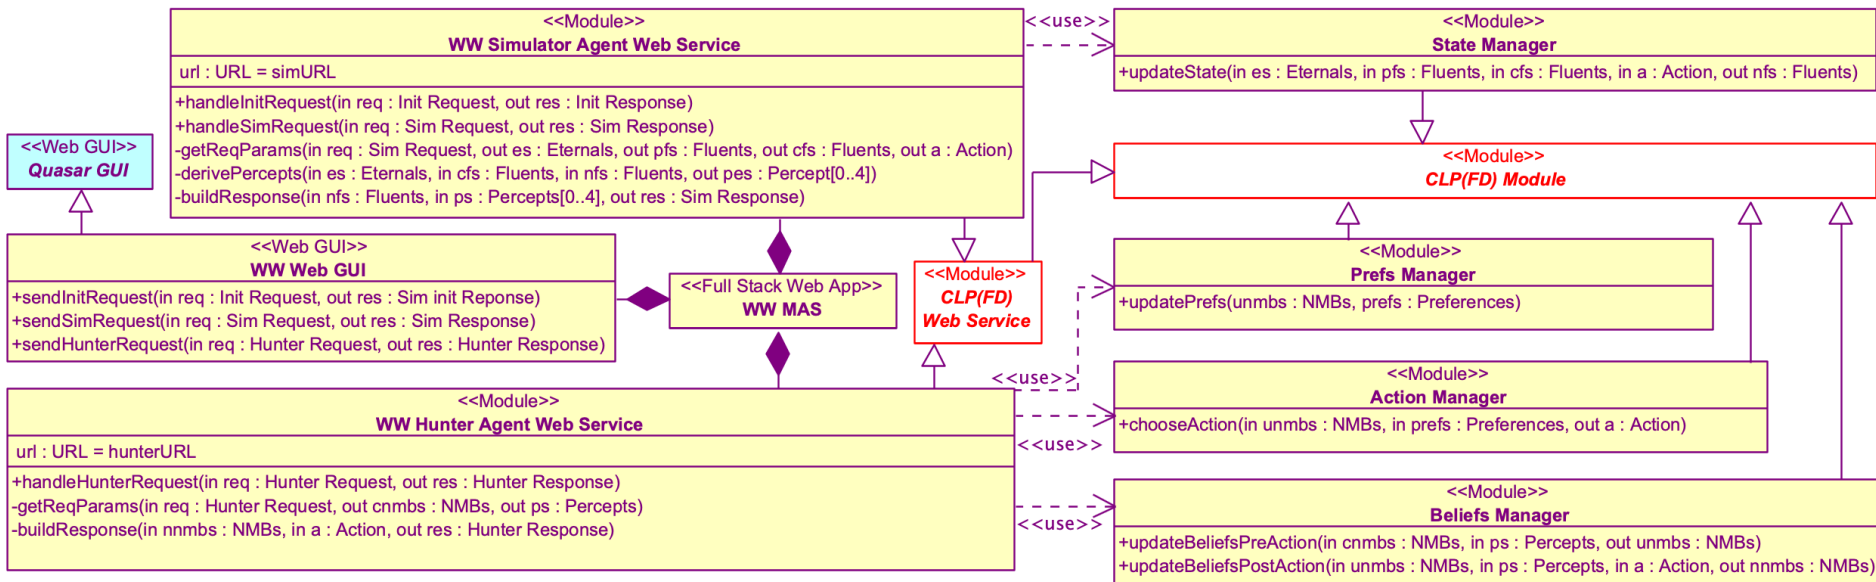 <<Module>>
WW Simulator Agent Web Service
url : URL = simURL
+handleInitRequest(in req : Init Request, out res : Init Response)
+handleSimRequest(in req : Sim Request, out res : Sim Response)
-getReqParams(in req : Sim Request, out es : Eternals, out pfs : Fluents, out cfs : Fluents, out a : Action)
-derivePercepts(in es : Eternals, in cfs : Fluents, in nfs : Fluents, out pes : Percept[0..4])
-buildResponse(in nfs : Fluents, in ps : Percepts[0..4], out res : Sim Response)
<<use>>
<<Module>>
State Manager
+updateState(in es : Eternals, in pfs : Fluents, in cfs : Fluents, in a : Action, out nfs : Fluents)
<<Web GUI>>
Quasar GUI
<<Module>>
CLP(FD) Module
<<Web GUI>>
WW Web GUI
+sendInitRequest(in req : Init Request, out res : Sim init Reponse)
+sendSimRequest(in req : Sim Request, out res : Sim Response)
+sendHunterRequest(in req : Hunter Request, out res : Hunter Response)
<<Full Stack Web App>>
WW MAS
<<Module>>
CLP(FD)
Web Service
<<Module>>
Prefs Manager
+updatePrefs(unmbs : NMBs, prefs : Preferences)
<<use>>
<<Module>>
Action Manager
+chooseAction(in unmbs : NMBs, in prefs : Preferences, out a : Action)
<<Module>>
WW Hunter Agent Web Service
url : URL = hunterURL
+handleHunterRequest(in req : Hunter Request, out res : Hunter Response)
-getReqParams(in req : Hunter Request, out cnmbs : NMBs, out ps : Percepts)
-buildResponse(in nnmbs : NMBs, in a : Action, out res : Hunter Response)
<<use>>
<<use>>
<<Module>>
Beliefs Manager
+updateBeliefsPreAction(in cnmbs : NMBs, in ps : Percepts, out unmbs : NMBs)
+updateBeliefsPostAction(in unmbs : NMBs, in ps : Percepts, in a : Action, out nnmbs : NMBs)